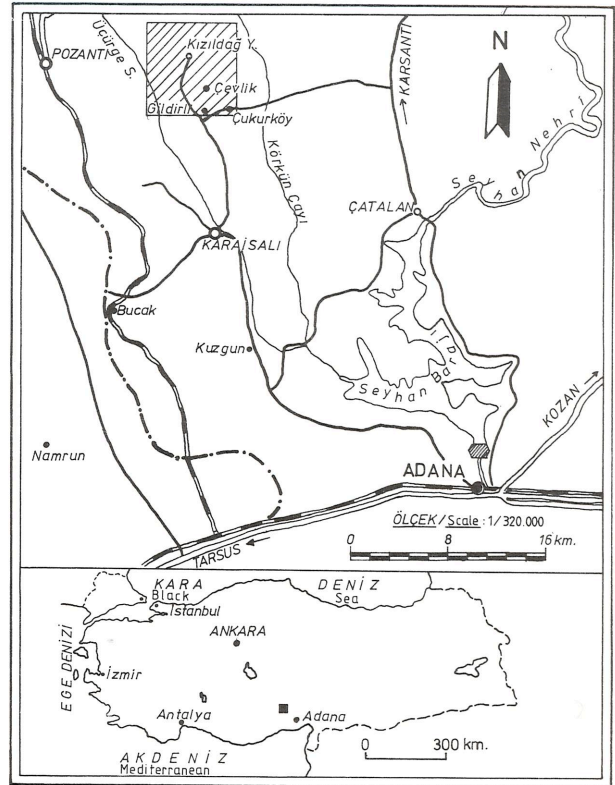 POZANTI
Üçürge S.
Kızıldağ Y.
Çevlik
Gildirli
Çukurköy
KARSANTI
N
Körkün Çayı
Seyhan Nehri
ÇATALAN
KARAİSALI
Bucak
Kuzgun
Seyhan Barajı
KOZAN
Namrun
ADANA
ÖLÇEK/Scale : 1/320.000
0 8 16 km.
TARSUS
KARA DENİZ
Black Sea
İstanbul
EGE DENİZİ
ANKARA
İzmir
Antalya
Adana
0 300 km.
AKDENİZ
Mediterranean